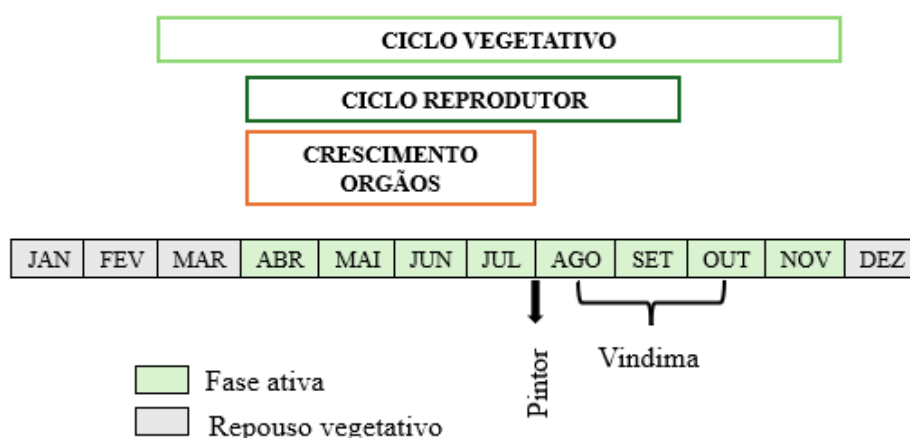 CICLO VEGETATIVO
CICLO REPRODUTOR
CRESCIMENTO
ORGÃOS
JAN FEV MAR ABR MAI JUN JUL AGO SET OUT NOV DEZ
Pintor
Vindima
Fase ativa
Repouso vegetativo